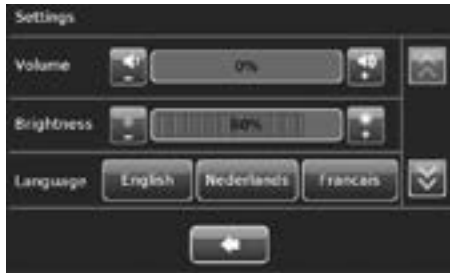 Settings
Volume 0%
Brightness 80%
Language English Nederlands Francais